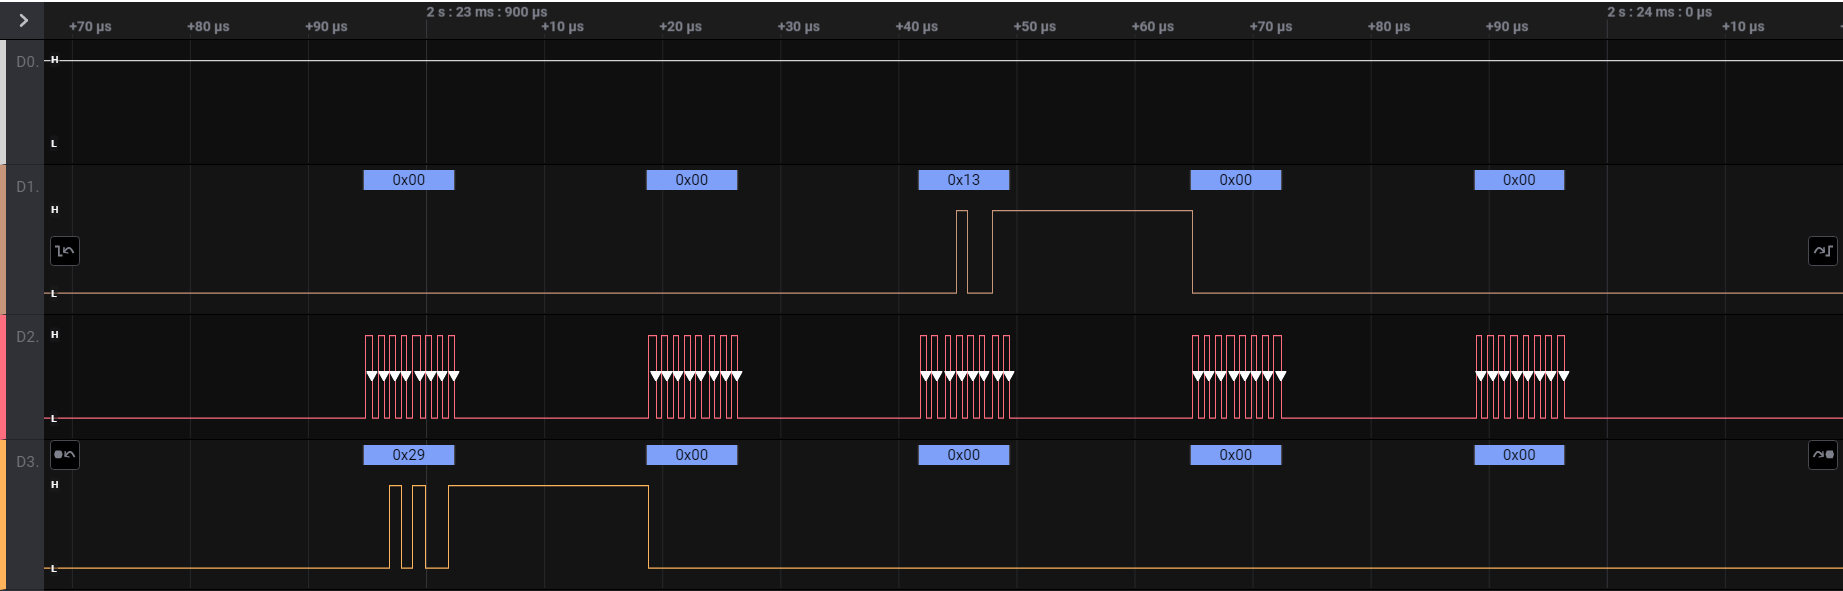 2 s : 23 ms : 900 µs 2 s : 24 ms : 0 µs
+70 µs +80 µs +90 µs +10 µs +20 µs +30 µs +40 µs +50 µs +60 µs +70 µs +80 µs +90 µs +10 µs
D0. H
L
D1. 0x00 0x00 0x13 0x00 0x00
H
L
D2. H
L
D3. 0x29 0x00 0x00 0x00 0x00
H
L